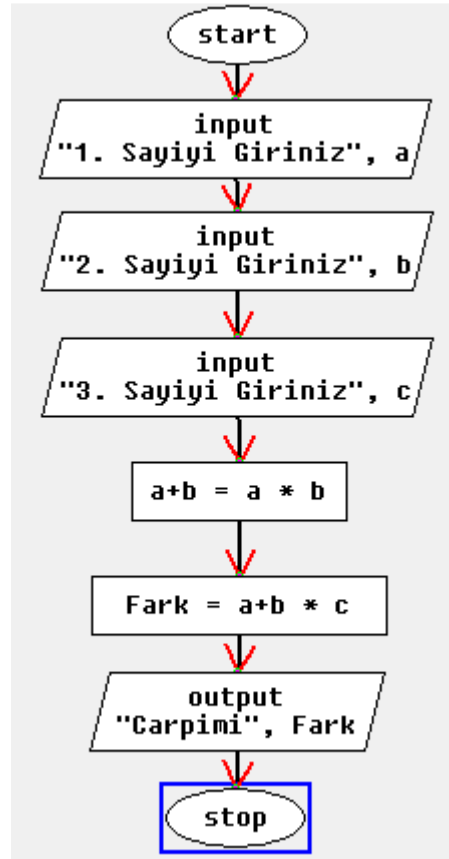 start
input
"1. Sayiyi Giriniz", a
input
"2. Sayiyi Giriniz", b
input
"3. Sayiyi Giriniz", c
a+b = a * b
Fark = a+b * c
output
"Carpimi", Fark
stop